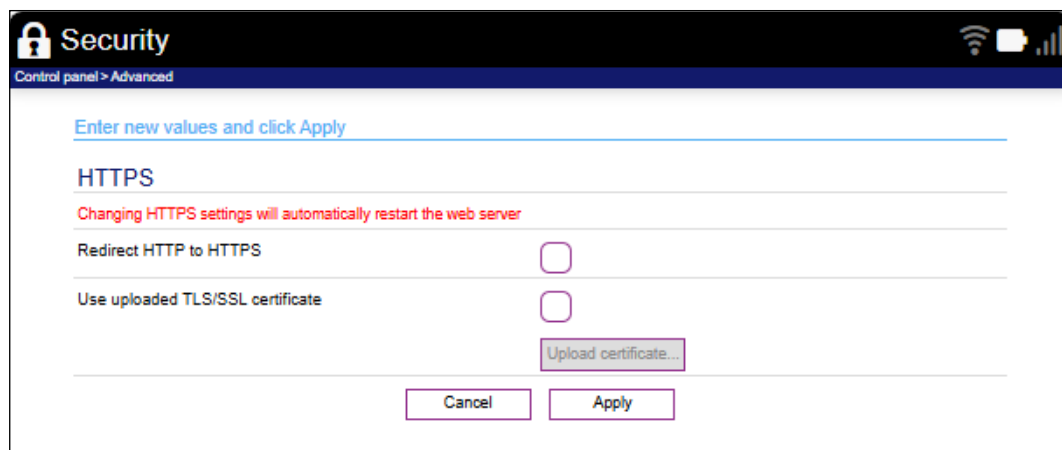 Security
Control panel > Advanced
Enter new values and click Apply
HTTPS
Changing HTTPS settings will automatically restart the web server
Redirect HTTP to HTTPS
Use uploaded TLS/SSL certificate
Upload certificate...
Cancel Apply